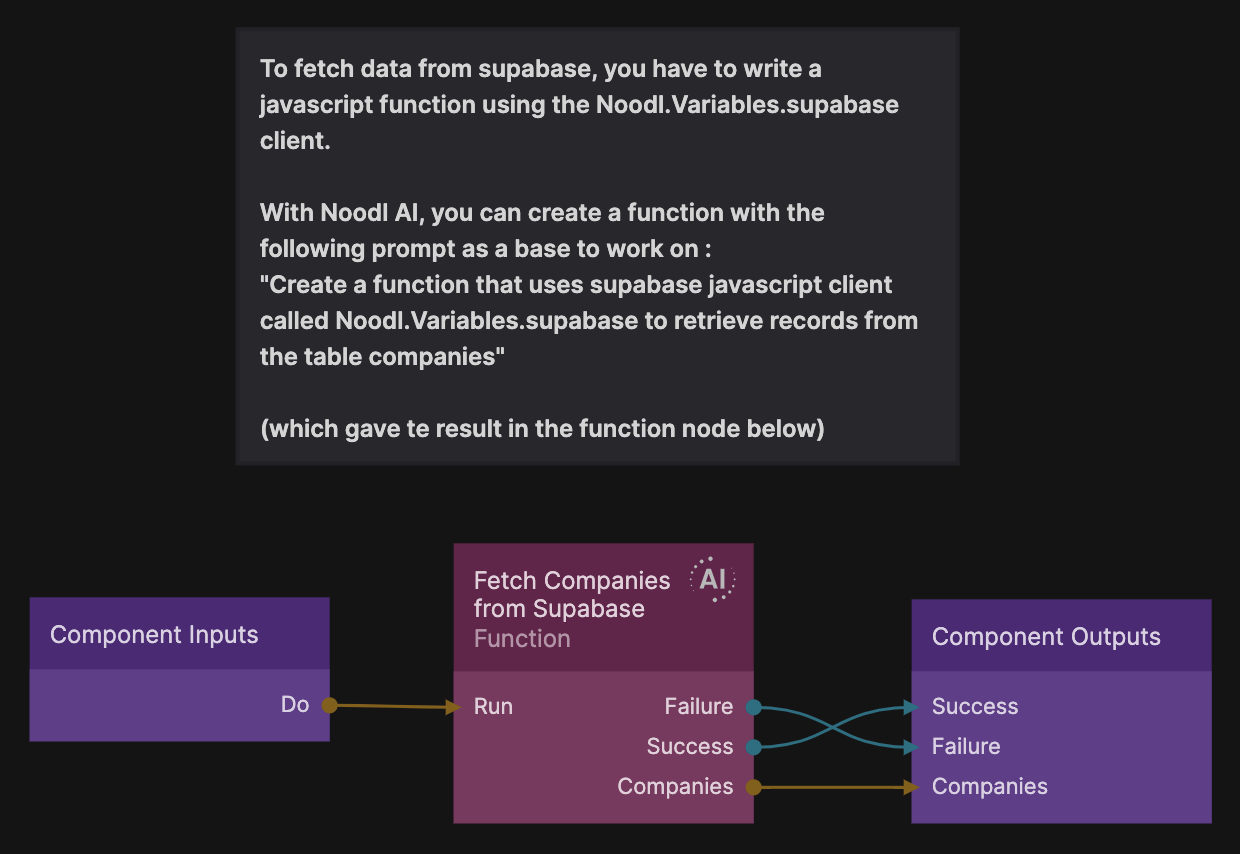 To fetch data from supabase, you have to write a
javascript function using the Noodl.Variables.supabase
client.
With Noodl AI, you can create a function with the
following prompt as a base to work on :
"Create a function that uses supabase javascript client
called Noodl.Variables.supabase to retrieve records from
the table companies"
(which gave te result in the function node below)
Component Inputs
Do
Fetch Companies
from Supabase
AI
Function
Run
Failure
Success
Companies
Component Outputs
Success
Failure
Companies